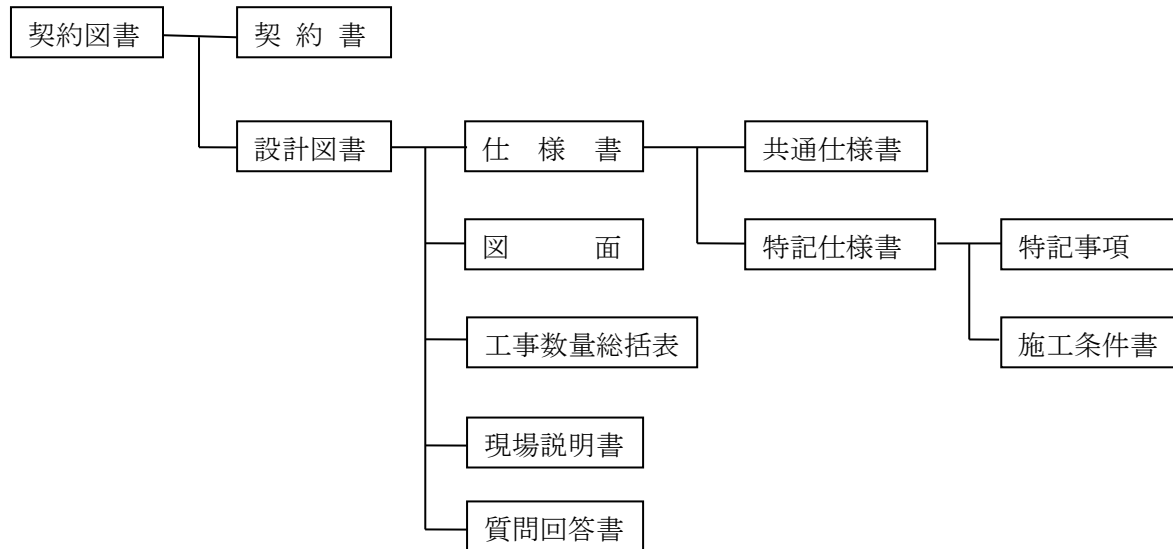 契約図書 契 約 書
設計図書 仕 様 書 共通仕様書
図 面 特記仕様書 特記事項
工事数量総括表 施工条件書
現場説明書
質問回答書